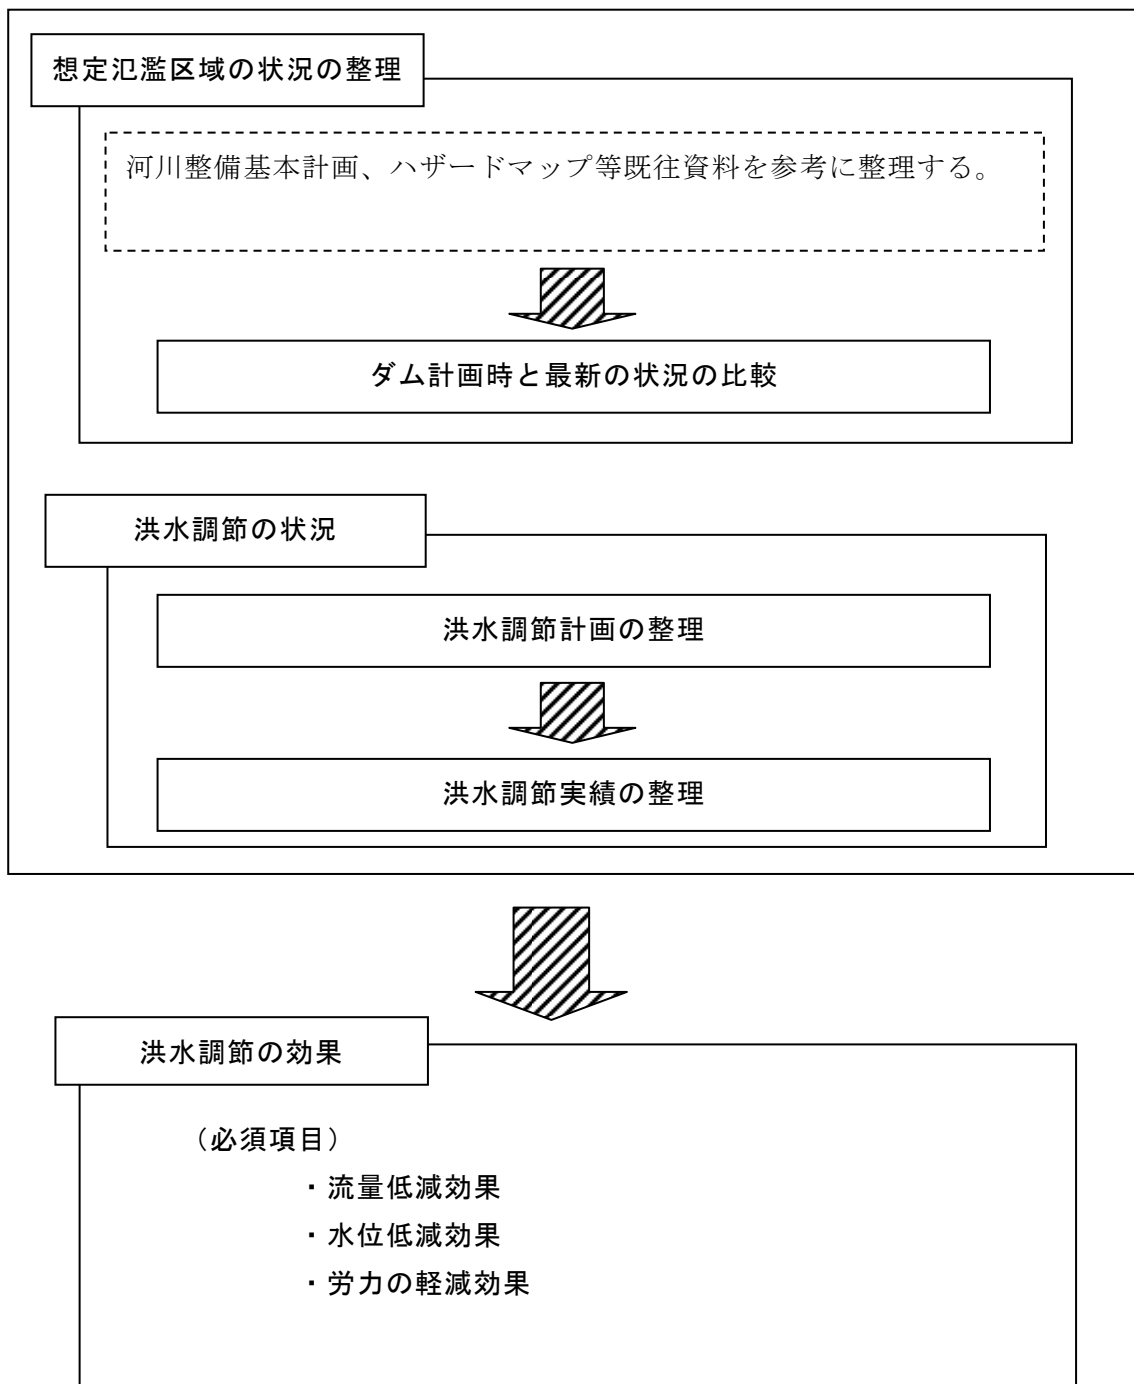 想定氾濫区域の状況の整理
河川整備基本計画、ハザードマップ等既往資料を参考に整理する。
ダム計画時と最新の状況の比較
洪水調節の状況
洪水調節計画の整理
洪水調節実績の整理
洪水調節の効果
（必須項目）
・流量低減効果
・水位低減効果
・労力の軽減効果